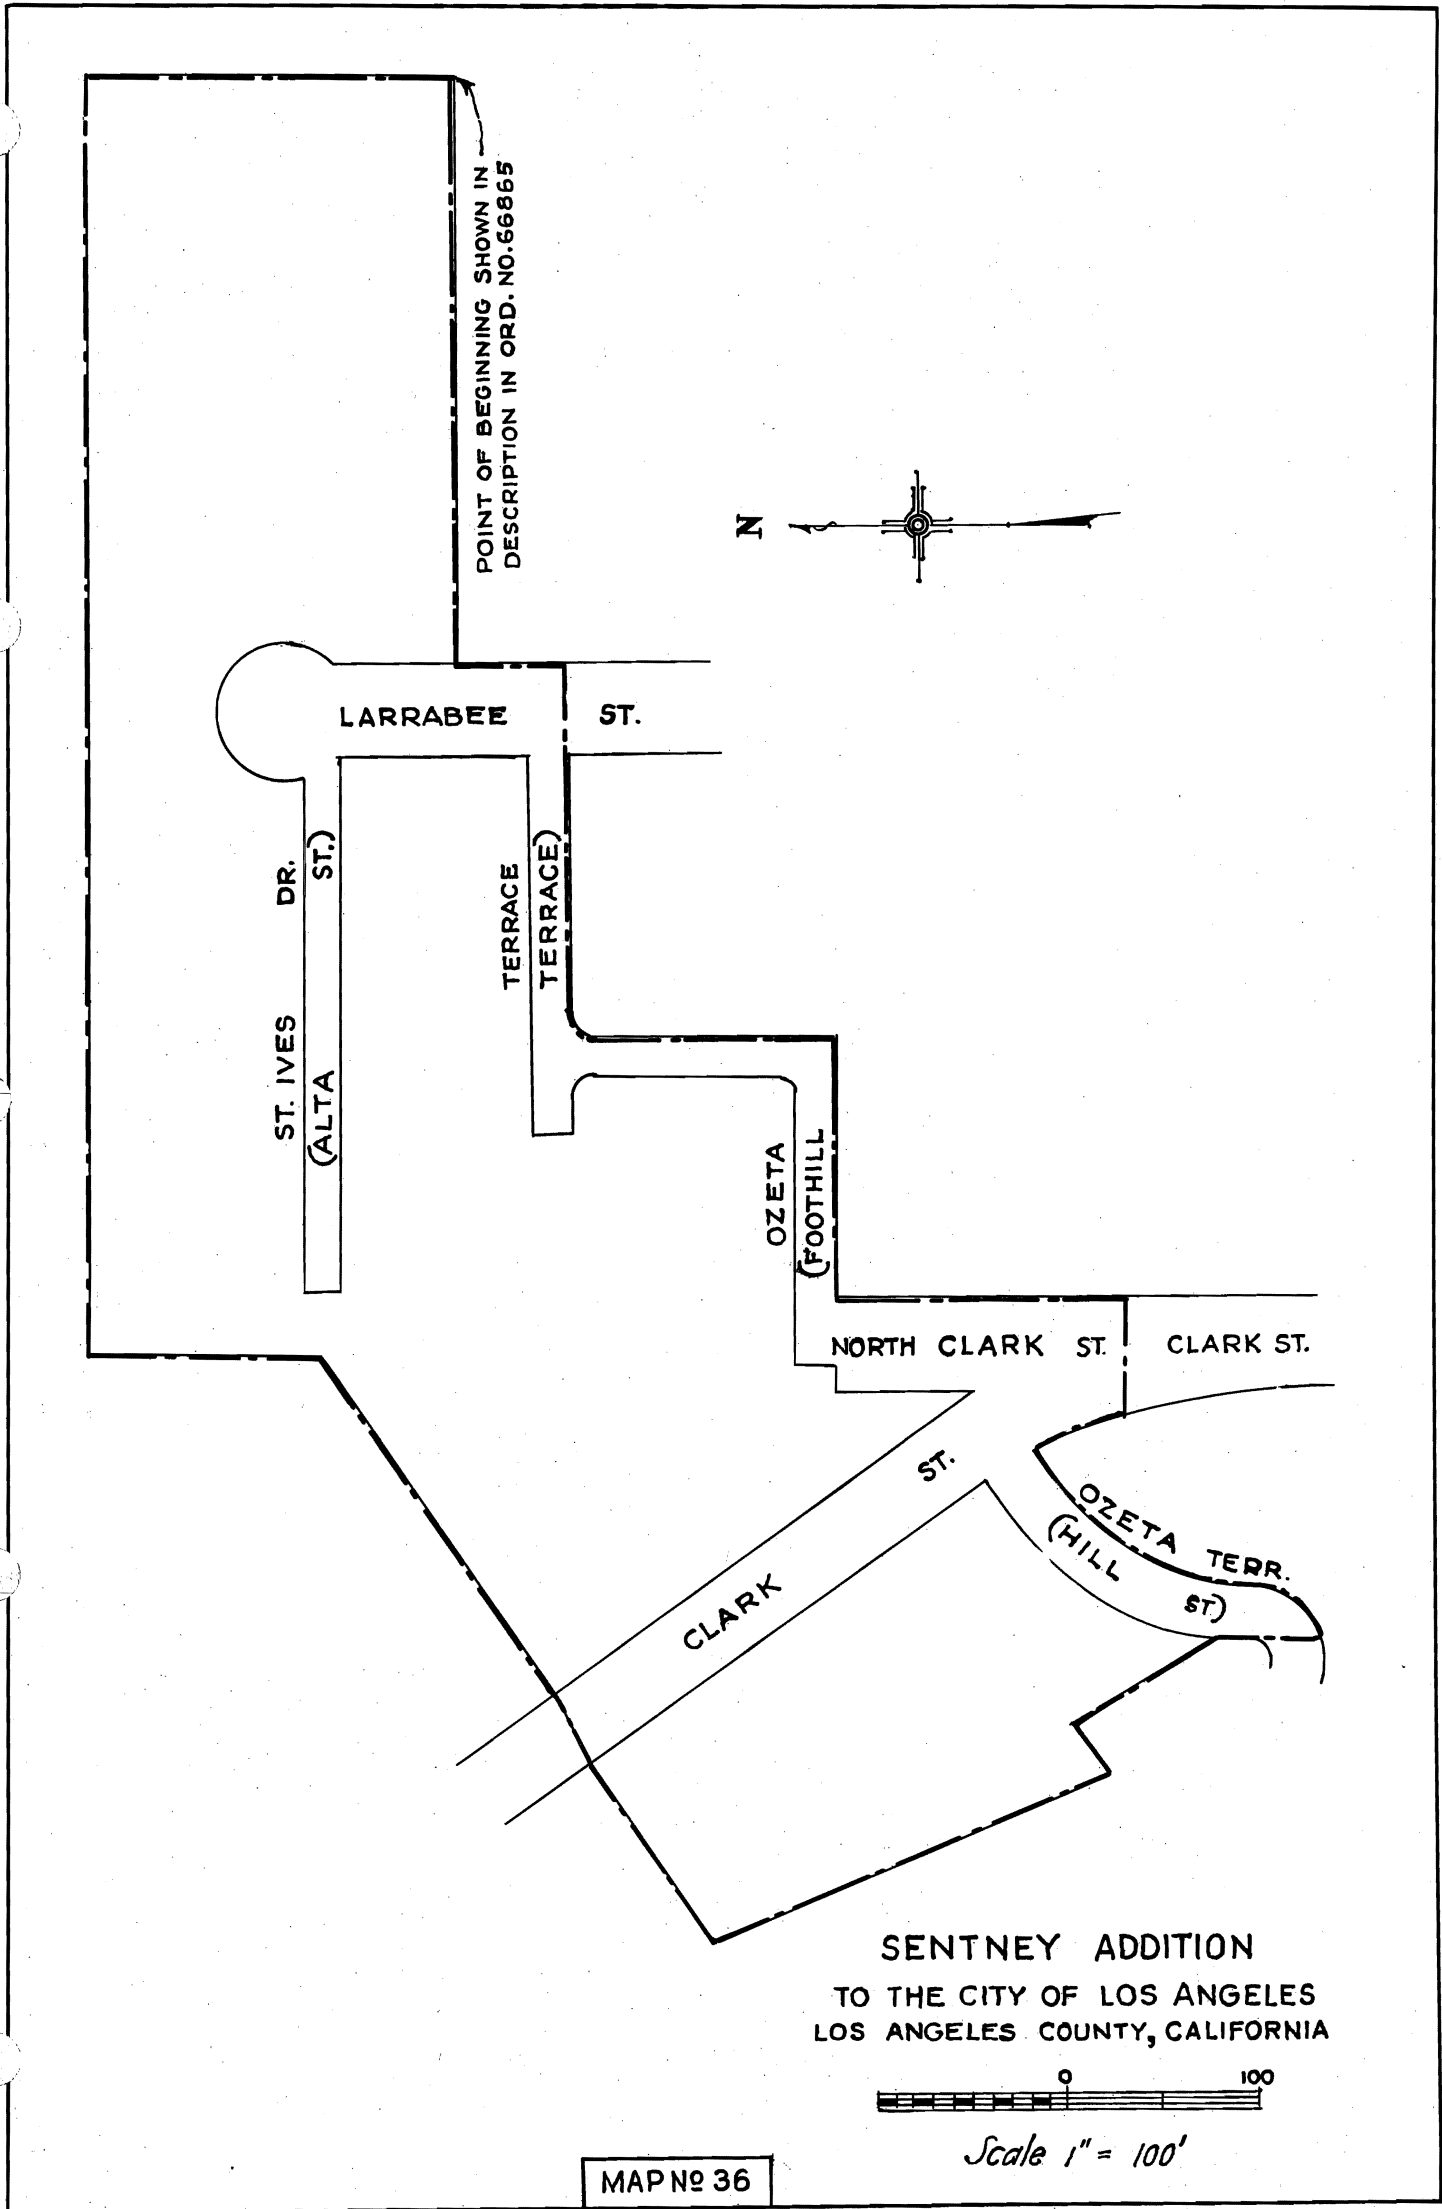 POINT OF BEGINNING SHOWN IN
DESCRIPTION IN ORD. NO. 66865
N
LARRABEE ST.
ST. IVES DR.
(ALTA ST.)
TERRACE
TERRACE)
OZETA
(FOOTHILL
NORTH CLARK ST.
CLARK ST.
CLARK ST.
OZETA TERR.
(HILL ST)
SENTNEY ADDITION
TO THE CITY OF LOS ANGELES
LOS ANGELES COUNTY, CALIFORNIA
0 100
Scale 1" = 100'
MAP Nº 36